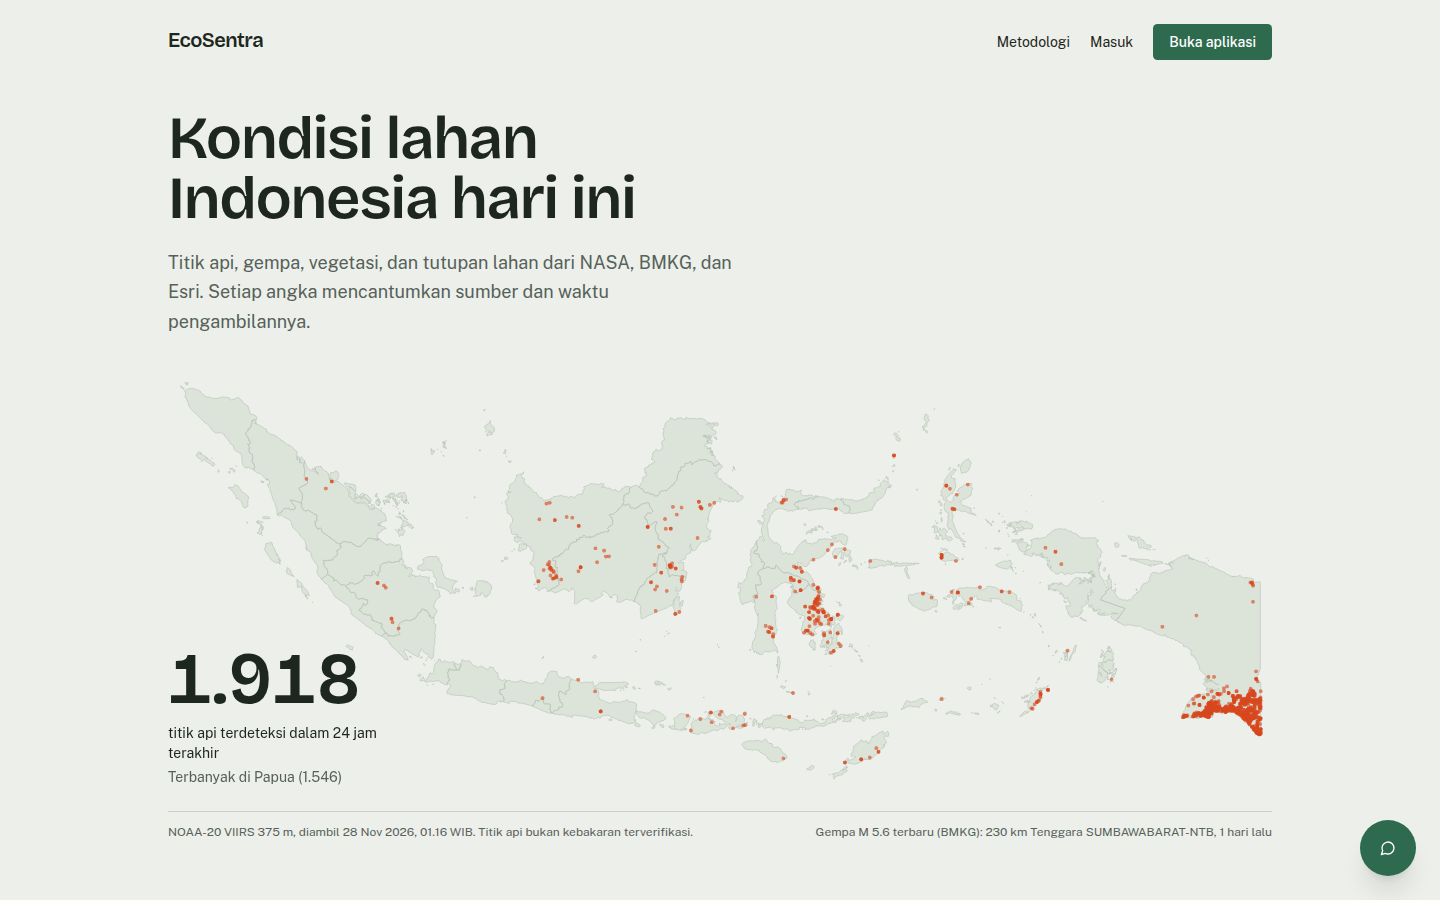 EcoSentra
Metodologi
Masuk
Buka aplikasi
Kondisi lahan
Indonesia hari ini
Titik api, gempa, vegetasi, dan tutupan lahan dari NASA, BMKG, dan
Esri. Setiap angka mencantumkan sumber dan waktu
pengambilannya.
1.918
titik api terdeteksi dalam 24 jam
terakhir
Terbanyak di Papua (1.546)
NOAA-20 VIIRS 375 m, diambil 28 Nov 2026, 01.16 WIB. Titik api bukan kebakaran terverifikasi.
Gempa M 5.6 terbaru (BMKG): 230 km Tenggara SUMBAWABARAT-NTB, 1 hari lalu